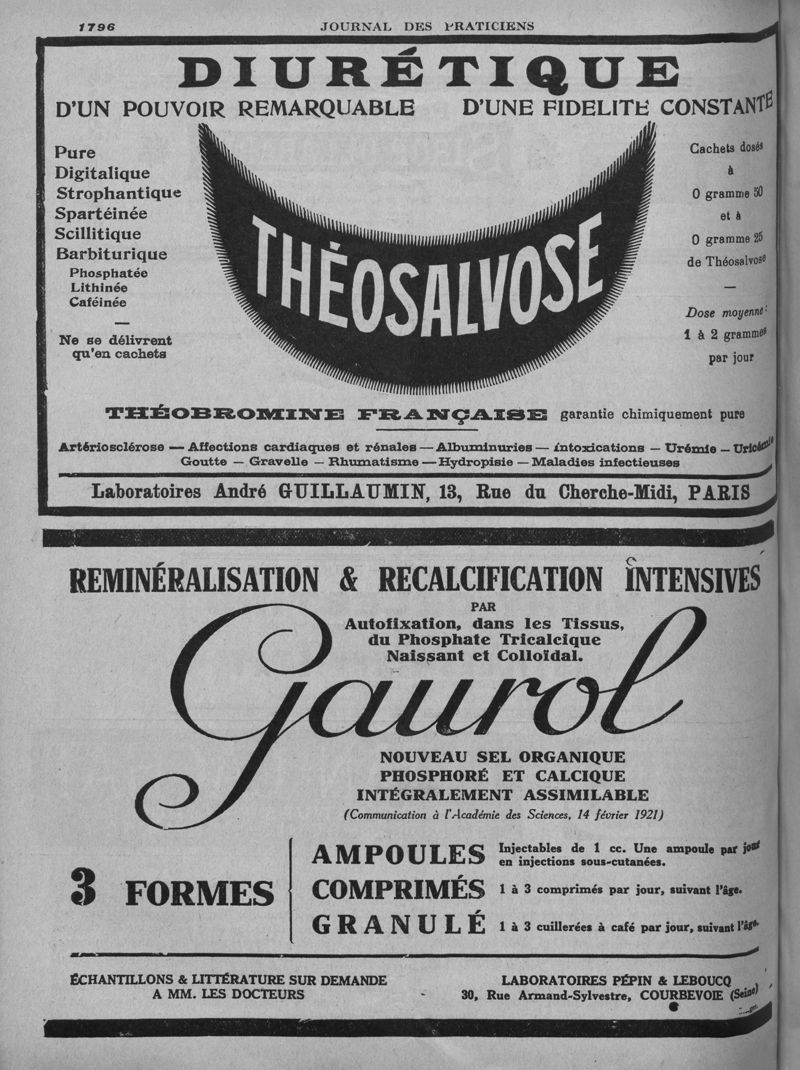 1796
JOURNAL DES PRATICIENS
DIURÉTIQUE
D'UN POUVOIR REMARQUABLE D'UNE FIDELITÉ CONSTANTE
Pure
Digitalique
Strophantique
Spartéinée
Scillitique
Barbiturique
Phosphatée
Lithinée
Caféinée
—
Ne se délivrent
qu'en cachets
THÉOSALVOSE
Cachets dosés
à
0 gramme 50
et à
0 gramme 25
de Théosalvose
—
Dose moyenne:
1 à 2 grammes
par jour
THÉOBROMINE FRANÇAISE garantie chimiquement pure
Artériosclérose — Affections cardiaques et rénales — Albuminuries — Intoxications — Urémie — Uricémie
Goutte — Gravelle — Rhumatisme — Hydropisie — Maladies infectieuses
Laboratoires André GUILLAUMIN, 13, Rue du Cherche-Midi, PARIS
REMINÉRALISATION & RECALCIFICATION INTENSIVES
PAR
Autofixation, dans les Tissus,
du Phosphate Tricalcique
Naissant et Colloïdal.
Gaurol
NOUVEAU SEL ORGANIQUE
PHOSPHORÉ ET CALCIQUE
INTÉGRALEMENT ASSIMILABLE
(Communication à l'Académie des Sciences, 14 février 1921)
3 FORMES
AMPOULES Injectables de 1 cc. Une ampoule par jour
en injections sous-cutanées.
COMPRIMÉS 1 à 3 comprimés par jour, suivant l'âge.
GRANULÉ 1 à 3 cuillerées à café par jour, suivant l'âge.
ÉCHANTILLONS & LITTÉRATURE SUR DEMANDE
A MM. LES DOCTEURS
LABORATOIRES PÉPIN & LEBOUCQ
30, Rue Armand-Sylvestre, COURBEVOIE (Seine)